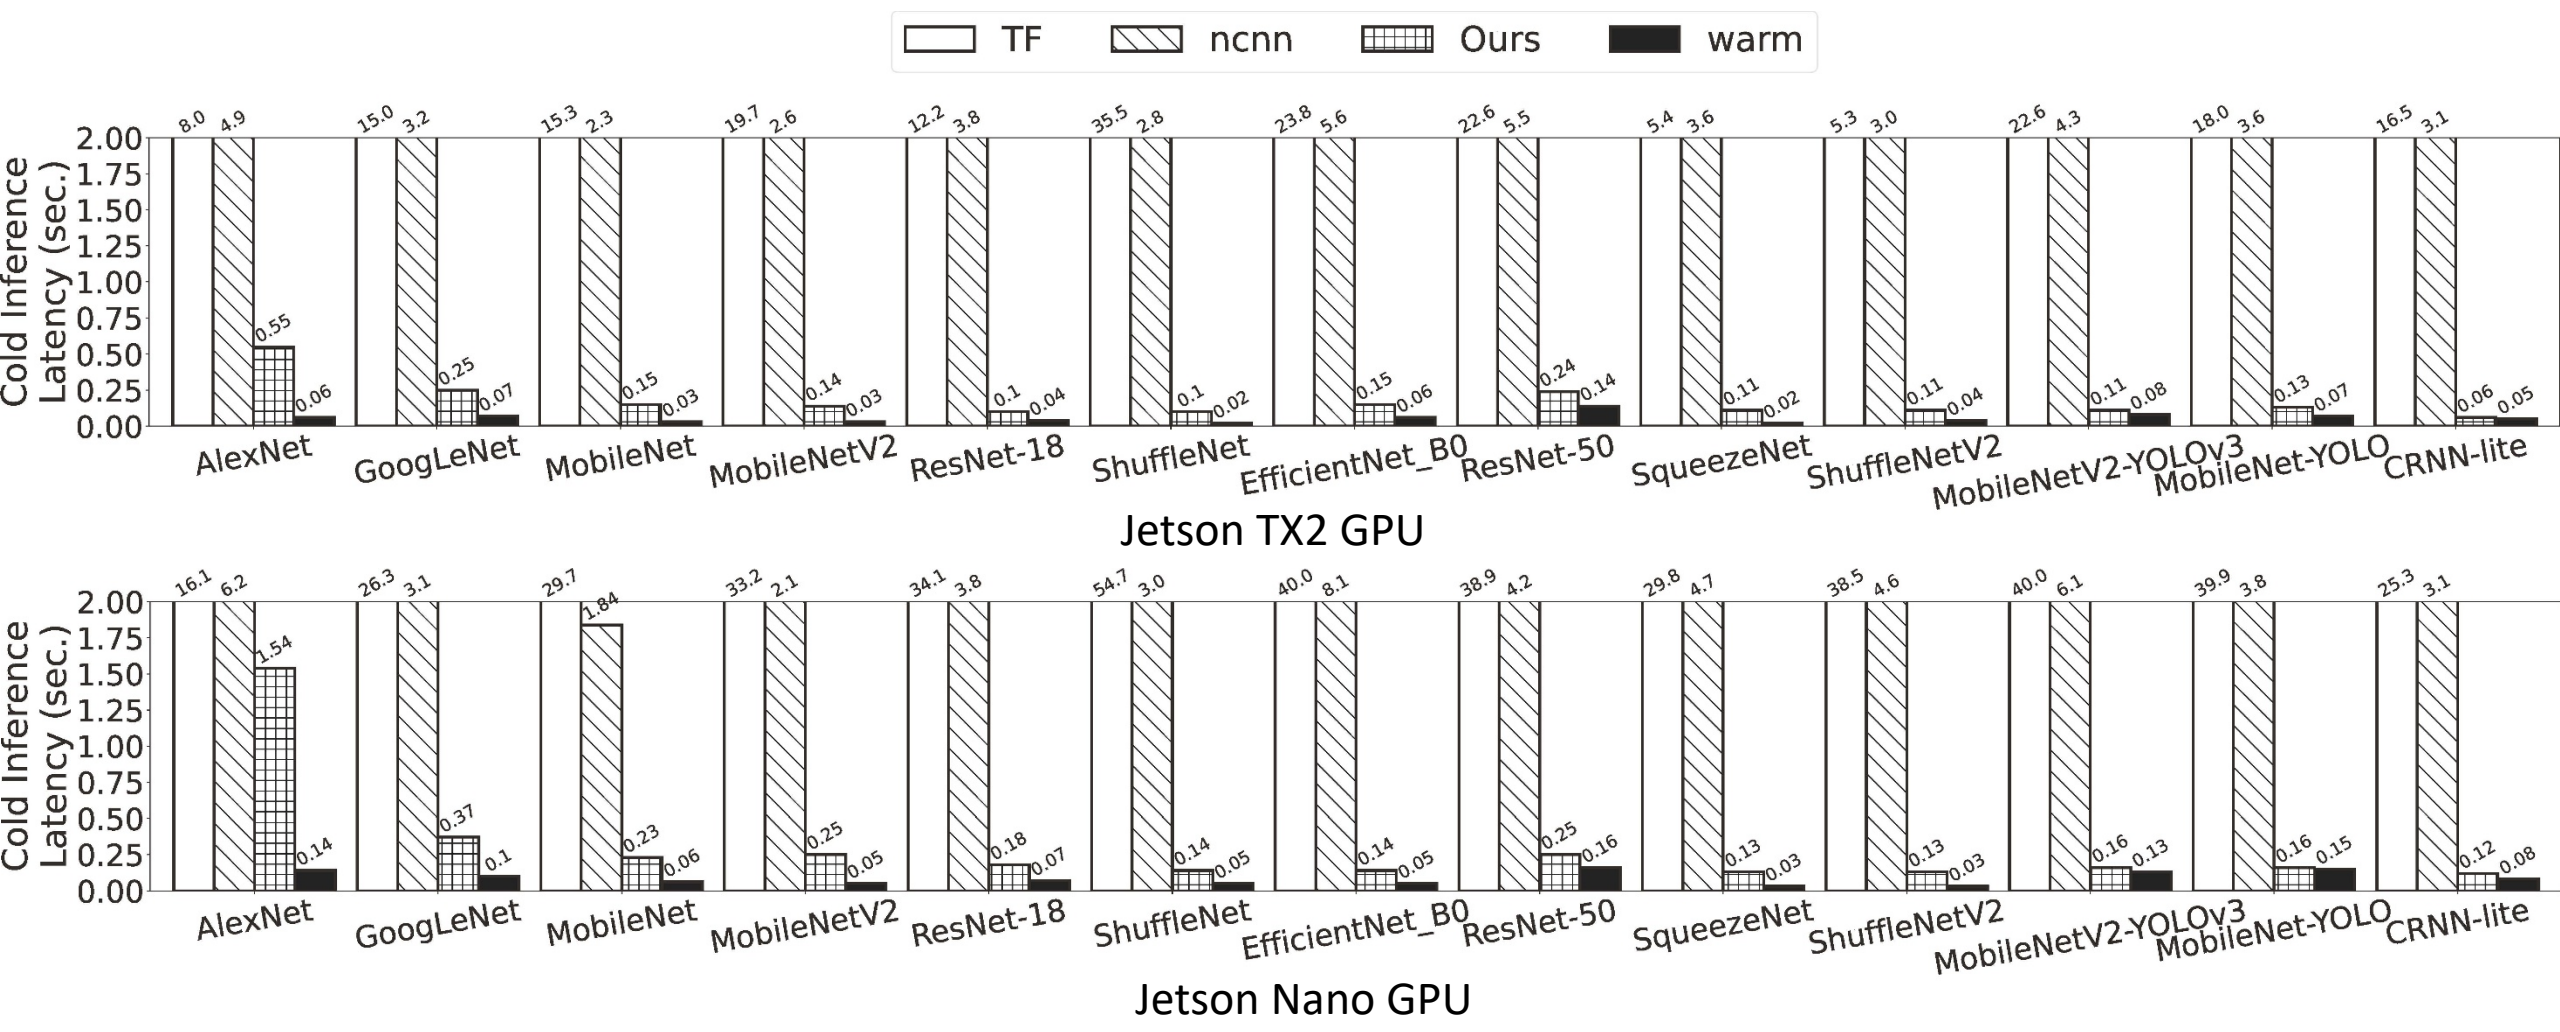 TF ncnn Ours warm
8.0 4.9 15.0 3.2 15.3 2.3 19.7 2.6 12.2 3.8 35.5 2.8 23.8 5.6 22.6 5.5 5.4 3.6 5.3 3.0 22.6 4.3 18.0 3.6 16.5 3.1
Cold Inference
Latency (sec.)
2.00
1.75
1.50
1.25
1.00
0.75
0.50
0.25
0.00
0.55 0.06 0.25 0.07 0.15 0.03 0.14 0.03 0.1 0.04 0.1 0.02 0.15 0.06 0.24 0.14 0.11 0.02 0.11 0.04 0.11 0.08 0.13 0.07 0.06 0.05
AlexNet GoogLeNet MobileNet MobileNetV2 ResNet-18 ShuffleNet EfficientNet_B0 ResNet-50 SqueezeNet ShuffleNetV2 MobileNetV2-YOLOv3 MobileNet-YOLO CRNN-lite
Jetson TX2 GPU
16.1 6.2 26.3 3.1 29.7 1.84 33.2 2.1 34.1 3.8 54.7 3.0 40.0 8.1 38.9 4.2 29.8 4.7 38.5 4.6 40.0 6.1 39.9 3.8 25.3 3.1
Cold Inference
Latency (sec.)
2.00
1.75
1.50
1.25
1.00
0.75
0.50
0.25
0.00
1.54 0.14 0.37 0.1 0.23 0.06 0.25 0.05 0.18 0.07 0.14 0.05 0.14 0.05 0.25 0.16 0.13 0.03 0.13 0.03 0.16 0.13 0.16 0.15 0.12 0.08
AlexNet GoogLeNet MobileNet MobileNetV2 ResNet-18 ShuffleNet EfficientNet_B0 ResNet-50 SqueezeNet ShuffleNetV2 MobileNetV2-YOLOv3 MobileNet-YOLO CRNN-lite
Jetson Nano GPU